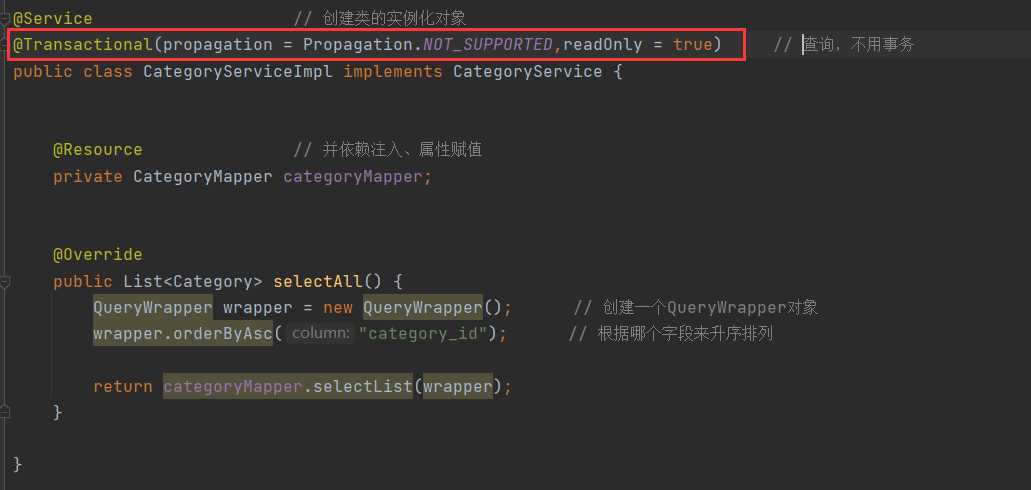 @Service // 创建类的实例化对象
@Transactional(propagation = Propagation.NOT_SUPPORTED,readOnly = true) // 查询，不用事务
public class CategoryServiceImpl implements CategoryService {
@Resource // 并依赖注入、属性赋值
private CategoryMapper categoryMapper;
@Override
public List<Category> selectAll() {
QueryWrapper wrapper = new QueryWrapper(); // 创建一个QueryWrapper对象
wrapper.orderByAsc( column: "category_id"); // 根据哪个字段来升序排列
return categoryMapper.selectList(wrapper);
}
}